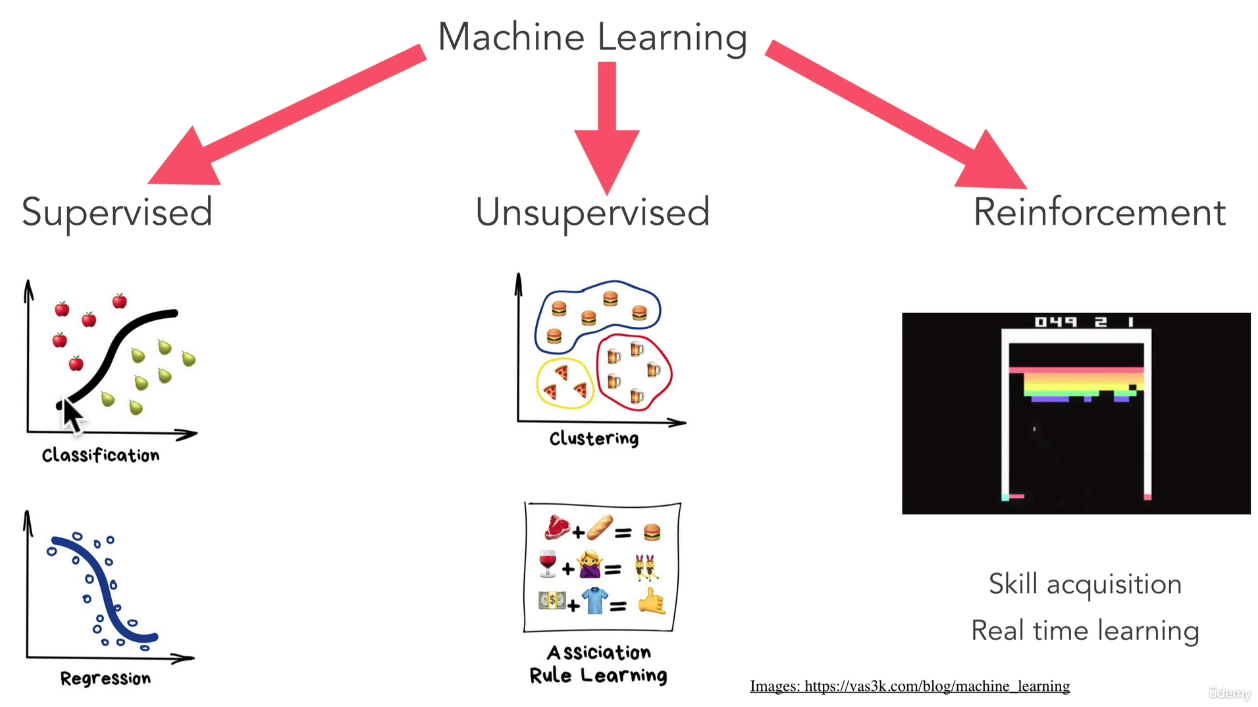 Machine Learning
Supervised
Unsupervised
Reinforcement
Classification
Clustering
049 2 1
Regression
Assiciation
Rule Learning
Skill acquisition
Real time learning
Images: https://vas3k.com/blog/machine_learning
ûdemy